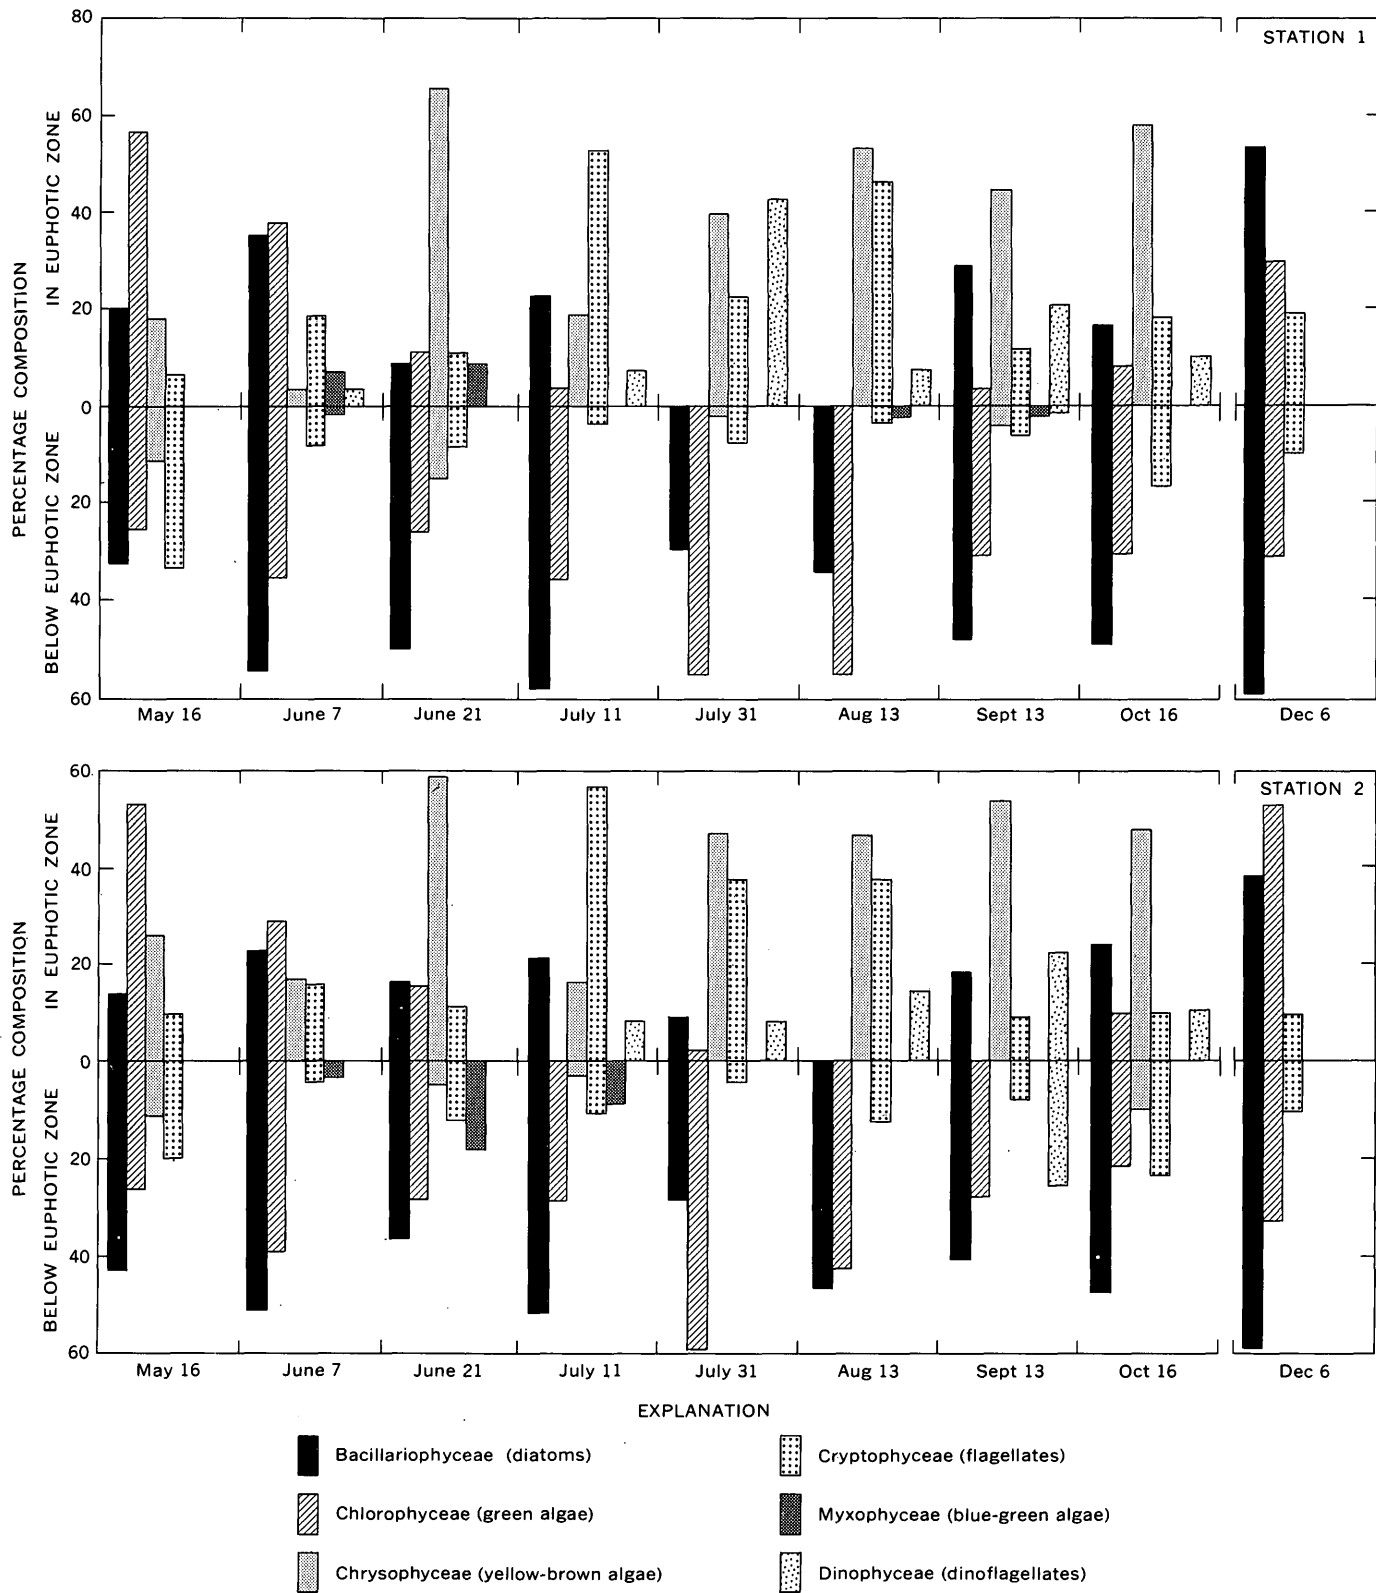 STATION 1
PERCENTAGE COMPOSITION
IN EUPHOTIC ZONE
BELOW EUPHOTIC ZONE
80
60
40
20
0
20
40
60
May 16 June 7 June 21 July 11 July 31 Aug 13 Sept 13 Oct 16 Dec 6
STATION 2
PERCENTAGE COMPOSITION
IN EUPHOTIC ZONE
BELOW EUPHOTIC ZONE
60
40
20
0
20
40
60
May 16 June 7 June 21 July 11 July 31 Aug 13 Sept 13 Oct 16 Dec 6
EXPLANATION
Bacillariophyceae (diatoms)
Chlorophyceae (green algae)
Chrysophyceae (yellow-brown algae)
Cryptophyceae (flagellates)
Myxophyceae (blue-green algae)
Dinophyceae (dinoflagellates)